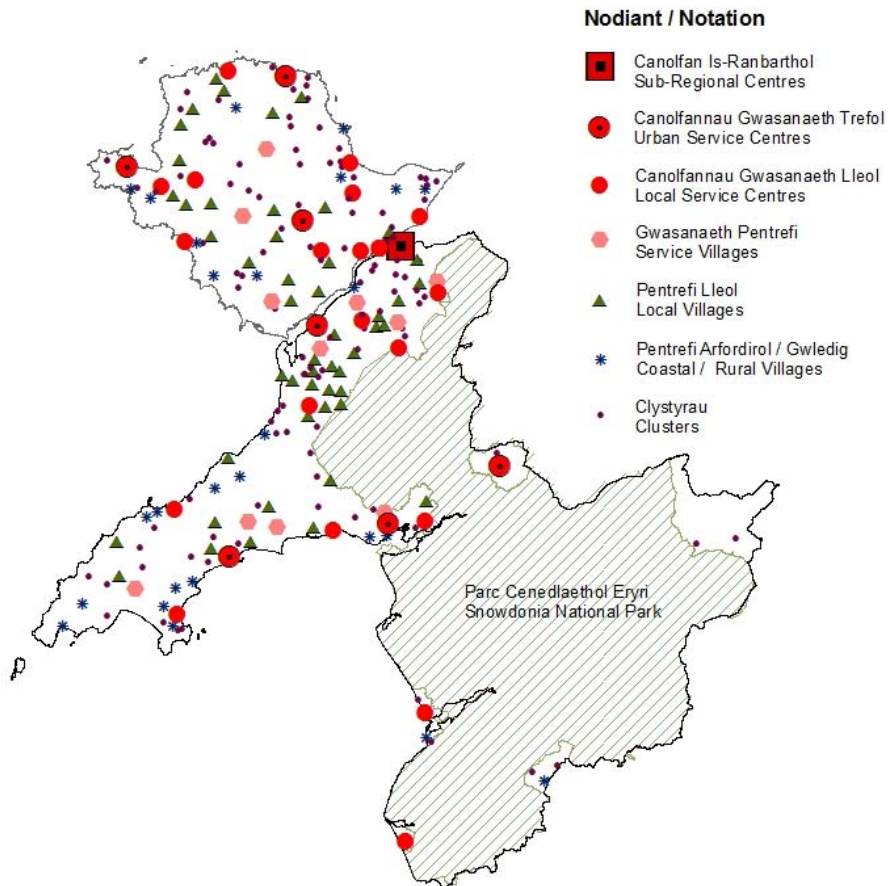 Nodiant / Notation
Canolfan Is-Ranbarthol
Sub-Regional Centres
Canolfannau Gwasanaeth Trefol
Urban Service Centres
Canolfannau Gwasanaeth Lleol
Local Service Centres
Gwasanaeth Pentrefi
Service Villages
Pentrefi Lleol
Local Villages
Pentrefi Arfordirol / Gwledig
Coastal / Rural Villages
Clystyrau
Clusters
Parc Cenedlaethol Eryri
Snowdonia National Park